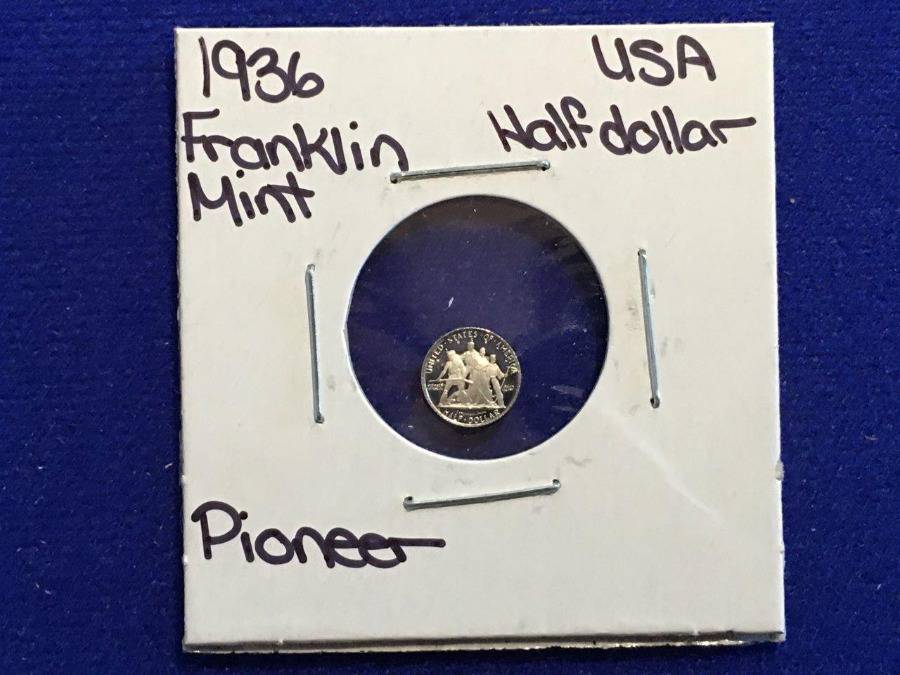 1936
Franklin
Mint
USA
Half dollar
UNITED STATES OF AMERICA
HALF DOLLAR
Pioneer